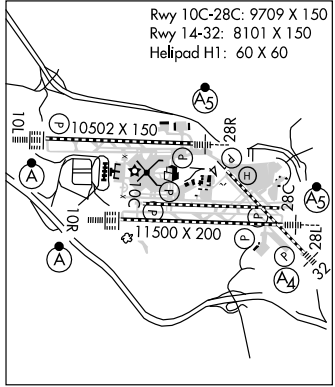 Rwy 10C-28C: 9709 X 150
Rwy 14-32: 8101 X 150
Helipad H1: 60 X 60
A5
10L
P
10502 X 150
28R
A
P
P
H
P
10R
10C
28C
A5
P
P
11500 X 200
P
28L
A
P
A4
32